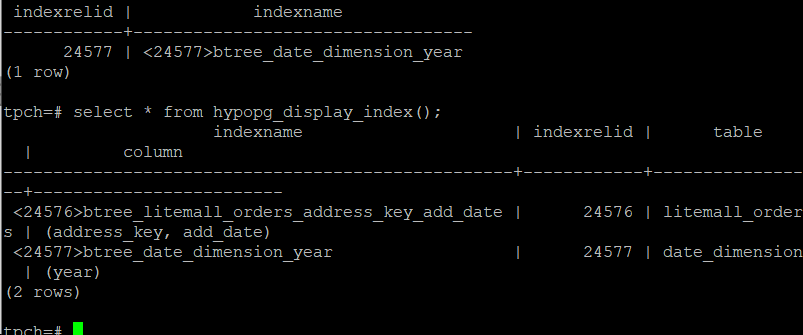 indexrelid | indexname
------------+----------------------------------
24577 | <24577>btree_date_dimension_year
(1 row)
tpch=# select * from hypopg_display_index();
indexname | indexrelid | table
| column
---------------------------------------------------+------------+---------------
--+-------------------------
<24576>btree_litemall_orders_address_key_add_date | 24576 | litemall_order
s | (address_key, add_date)
<24577>btree_date_dimension_year | 24577 | date_dimension
| (year)
(2 rows)
tpch=#